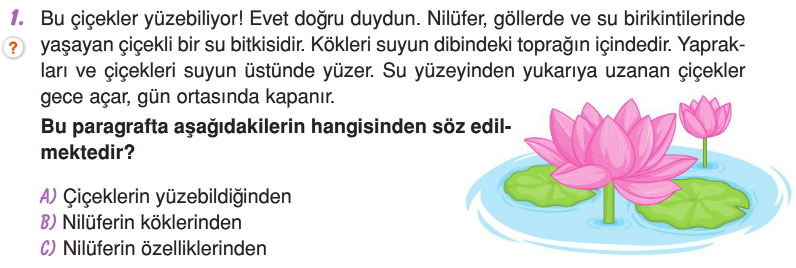 1. Bu çiçekler yüzebiliyor! Evet doğru duydun. Nilüfer, göllerde ve su birikintilerinde
? yaşayan çiçekli bir su bitkisidir. Kökleri suyun dibindeki toprağın içindedir. Yaprak-
ları ve çiçekleri suyun üstünde yüzer. Su yüzeyinden yukarıya uzanan çiçekler
gece açar, gün ortasında kapanır.
Bu paragrafta aşağıdakilerin hangisinden söz edil-
mektedir?
A) Çiçeklerin yüzebildiğinden
B) Nilüferin köklerinden
C) Nilüferin özelliklerinden